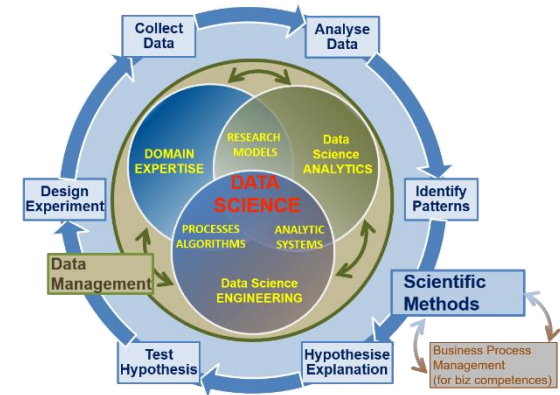 Collect
Data
Analyse
Data
RESEARCH
MODELS
DOMAIN
EXPERTISE
Data
Science
ANALYTICS
DATA
SCIENCE
Design
Experiment
Identify
Patterns
PROCESSES
ALGORITHMS
ANALYTIC
SYSTEMS
Data
Management
Data Science
ENGINEERING
Scientific
Methods
Test
Hypothesis
Hypothesise
Explanation
Business Process
Management
(for biz competences)